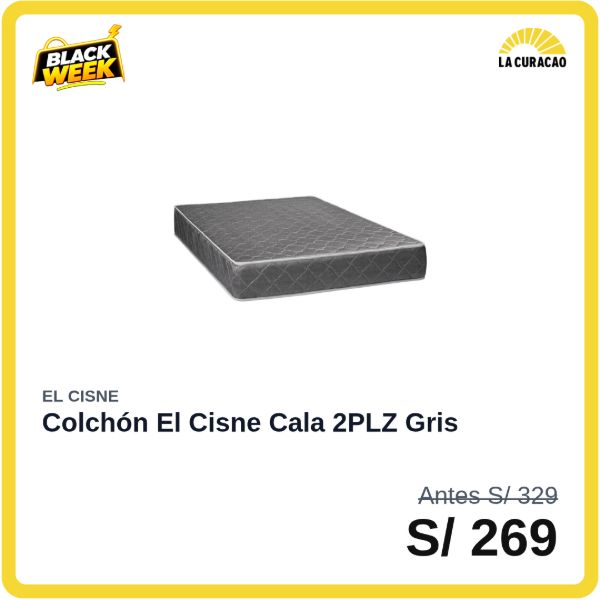 BLACK
WEEK
LA CURACAO
EL CISNE
Colchón El Cisne Cala 2PLZ Gris
Antes S/ 329
S/ 269